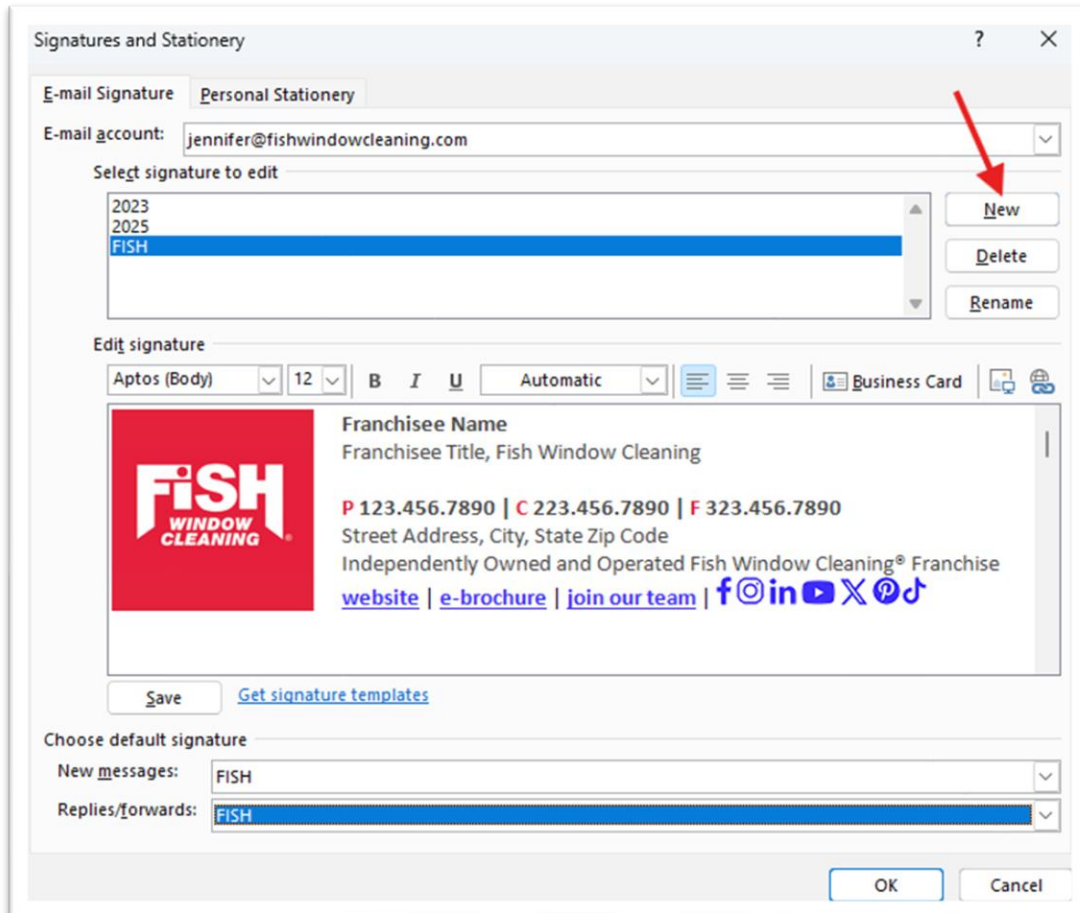 Signatures and Stationery
E-mail Signature Personal Stationery
E-mail account: jennifer@fishwindowcleaning.com
Select signature to edit
2023
2025
FISH
New
Delete
Rename
Edit signature
Aptos (Body) 12 B I U Automatic Business Card
FiSH
WINDOW
CLEANING®
Franchisee Name
Franchisee Title, Fish Window Cleaning
P 123.456.7890 | C 223.456.7890 | F 323.456.7890
Street Address, City, State Zip Code
Independently Owned and Operated Fish Window Cleaning® Franchise
website | e-brochure | join our team |
Save Get signature templates
Choose default signature
New messages: FISH
Replies/forwards: FISH
OK Cancel